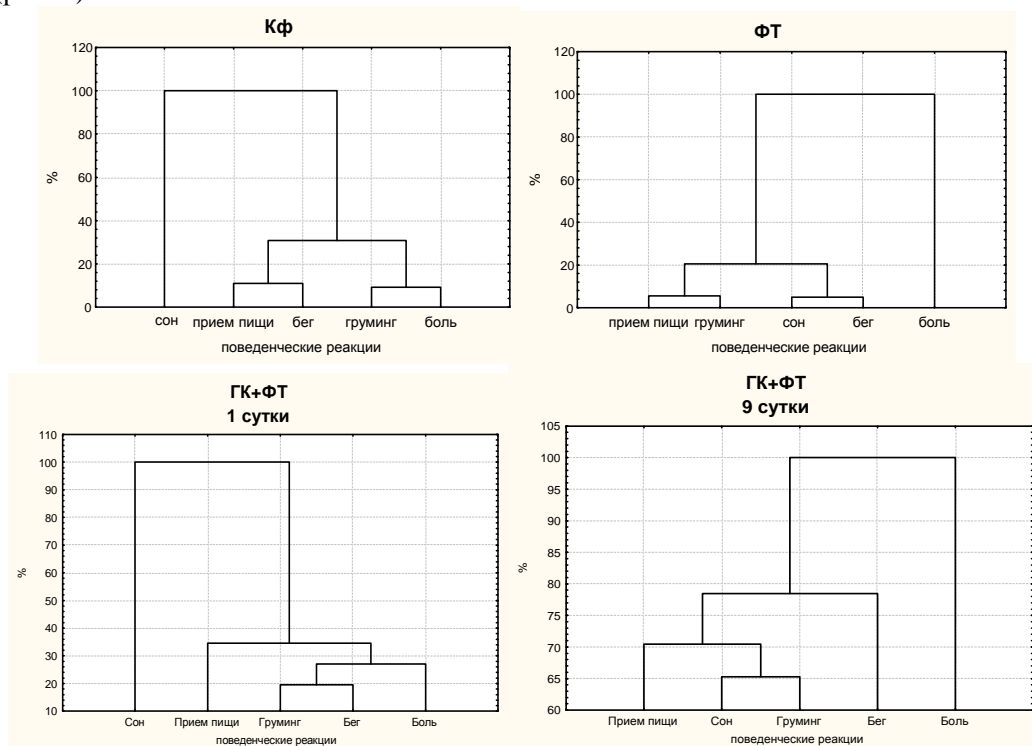 Кф
120
100
80
60
40
20
0
%
сон прием пищи бег груминг боль
поведенческие реакции
ФТ
120
100
80
60
40
20
0
%
прием пищи груминг сон бег боль
поведенческие реакции
ГК+ФТ
1 сутки
110
100
90
80
70
60
50
40
30
20
10
%
Сон Прием пищи Груминг Бег Боль
поведенческие реакции
ГК+ФТ
9 сутки
105
100
95
90
85
80
75
70
65
60
%
Прием пищи Сон Груминг Бег Боль
поведенческие реакции